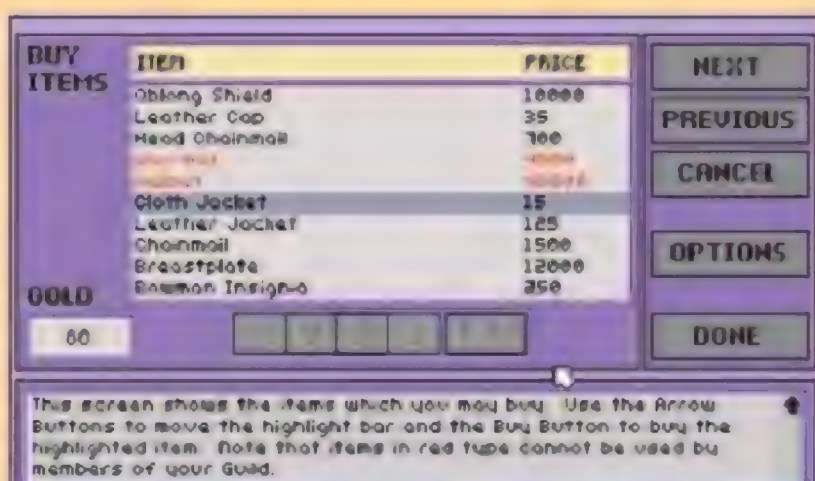 BUY
ITEMS
ITEM PRICE
Oblong Shield 10000
Leather Cap 35
Head Chainmail 700
Cloth Jacket 15
Leather Jacket 125
Chainmail 1500
Breastplate 12000
Bowman Insignia 250
GOLD
80
NEXT
PREVIOUS
CANCEL
OPTIONS
DONE
This screen shows the items which you may buy. Use the Arrow
Buttons to move the highlight bar and the Buy Button to buy the
highlighted item. Note that items in red type cannot be used by
members of your Guild.